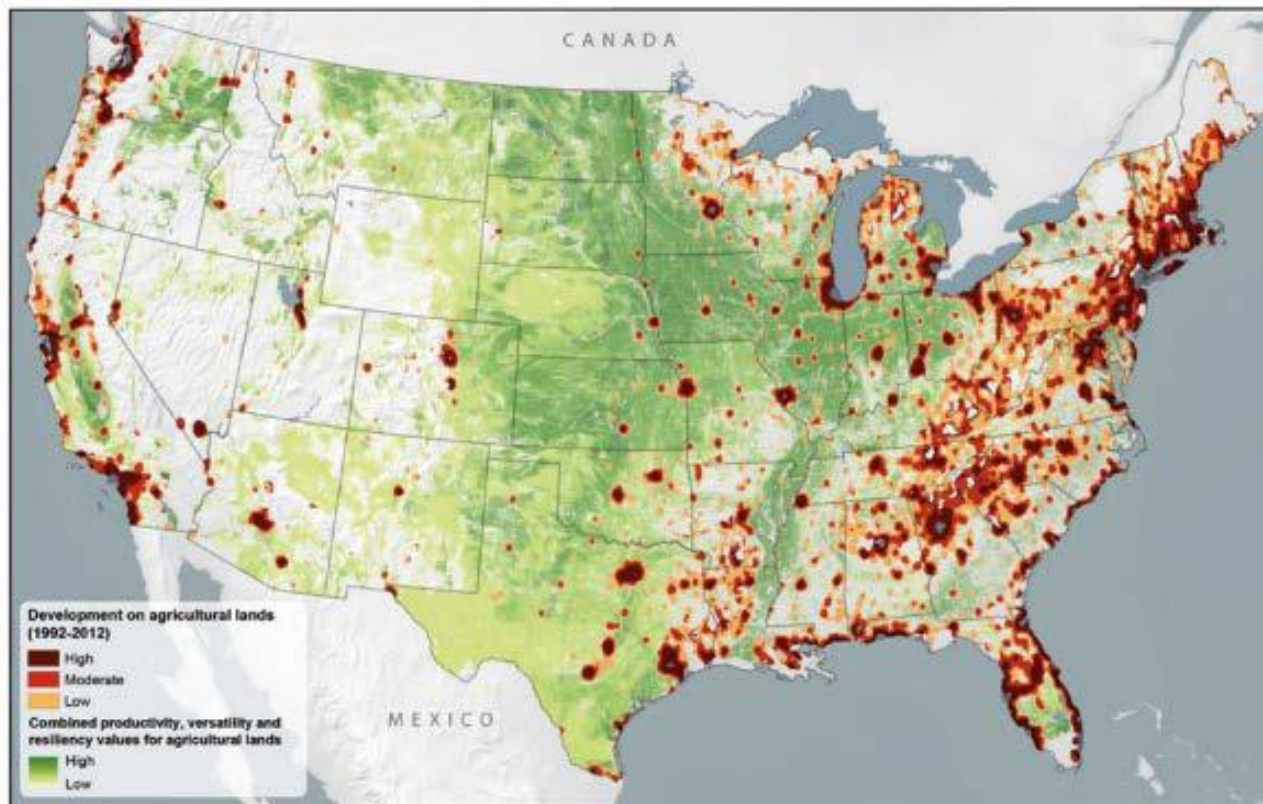 CANADA
MEXICO
Development on agricultural lands
(1992-2012)
High
Moderate
Low
Combined productivity, versatility and
resiliency values for agricultural lands
High
Low